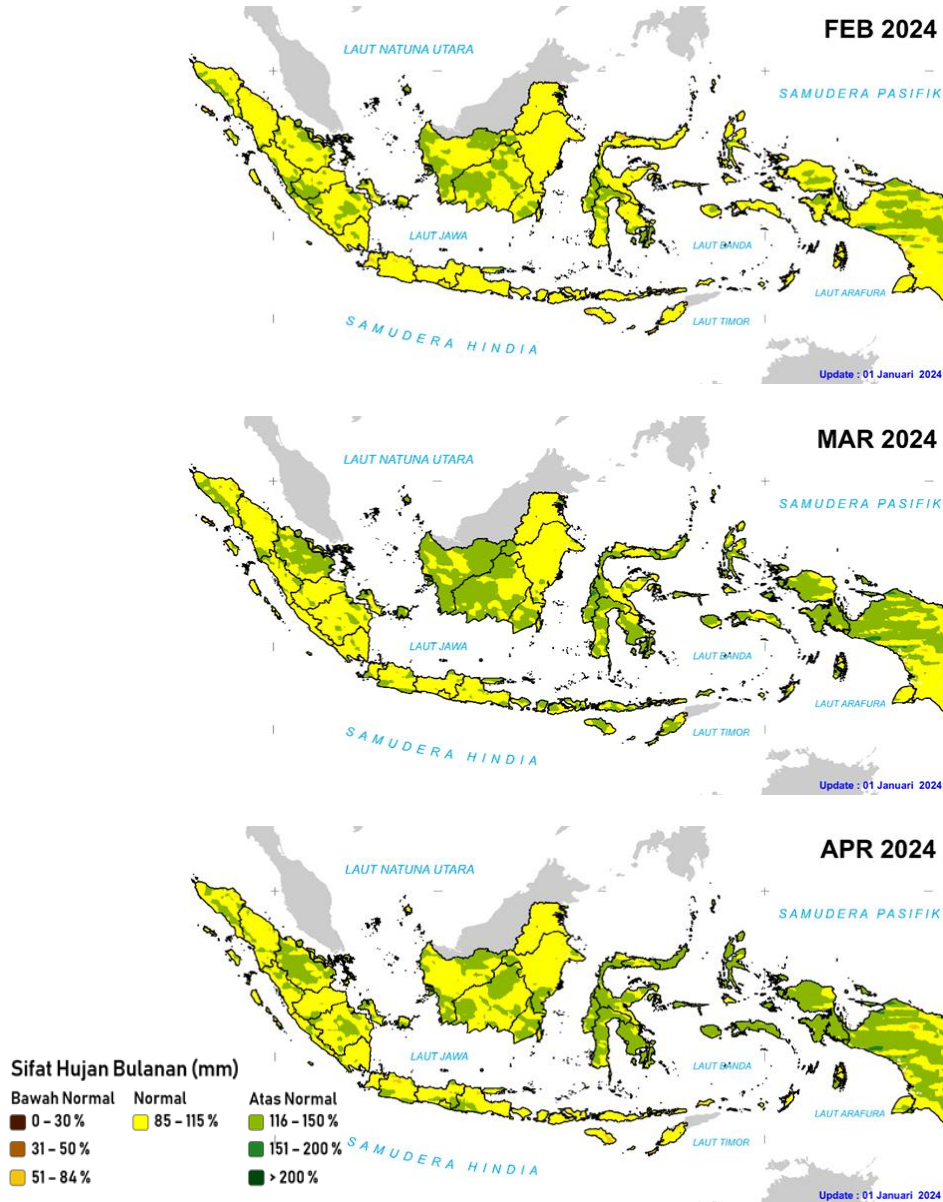 FEB 2024
LAUT NATUNA UTARA
SAMUDERA PASIFIK
LAUT JAWA
LAUT BANDA
LAUT ARAFURA
LAUT TIMOR
SAMUDERA HINDIA
Update : 01 Januari 2024
MAR 2024
LAUT NATUNA UTARA
SAMUDERA PASIFIK
LAUT JAWA
LAUT BANDA
LAUT ARAFURA
LAUT TIMOR
SAMUDERA HINDIA
Update : 01 Januari 2024
APR 2024
LAUT NATUNA UTARA
SAMUDERA PASIFIK
LAUT JAWA
LAUT BANDA
LAUT ARAFURA
LAUT TIMOR
SAMUDERA HINDIA
Update : 01 Januari 2024
Sifat Hujan Bulanan (mm)
Bawah Normal Normal Atas Normal
0 – 30 % 85 – 115 % 116 – 150 %
31 – 50 % 151 – 200 %
51 – 84 % > 200 %